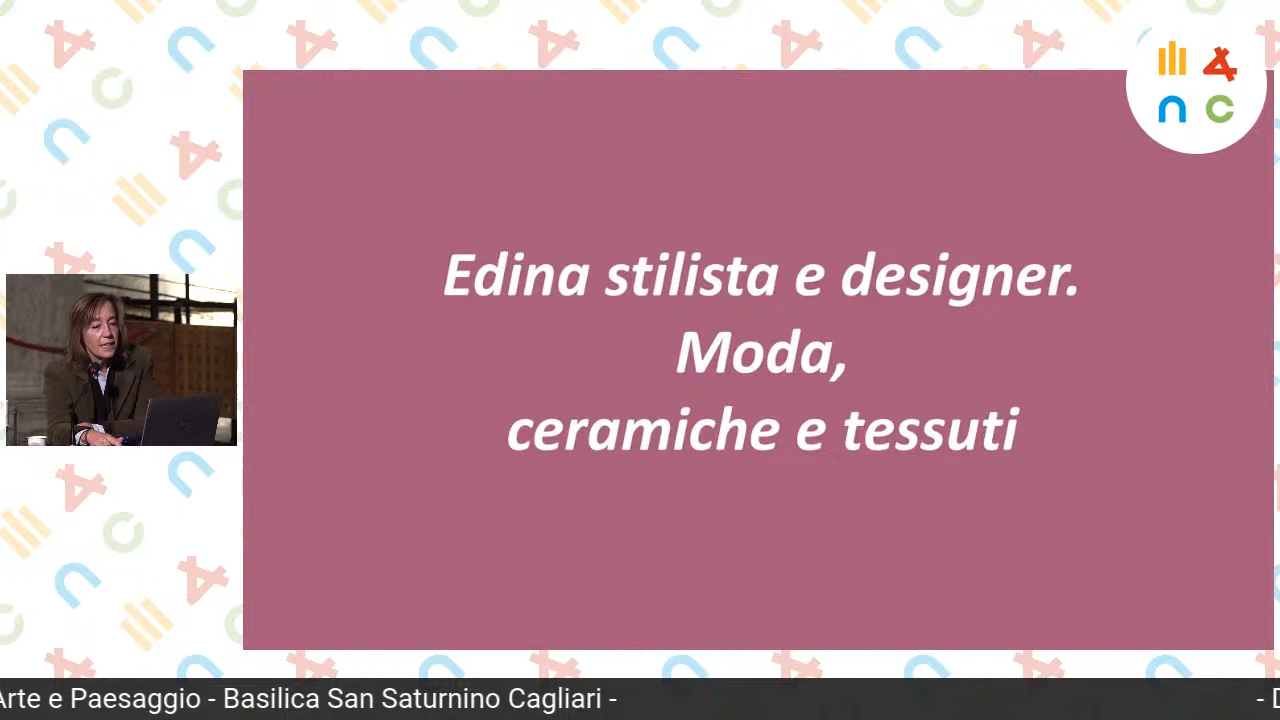 Edina stilista e designer.
Moda,
ceramiche e tessuti
Arte e Paesaggio - Basilica San Saturnino Cagliari - - D